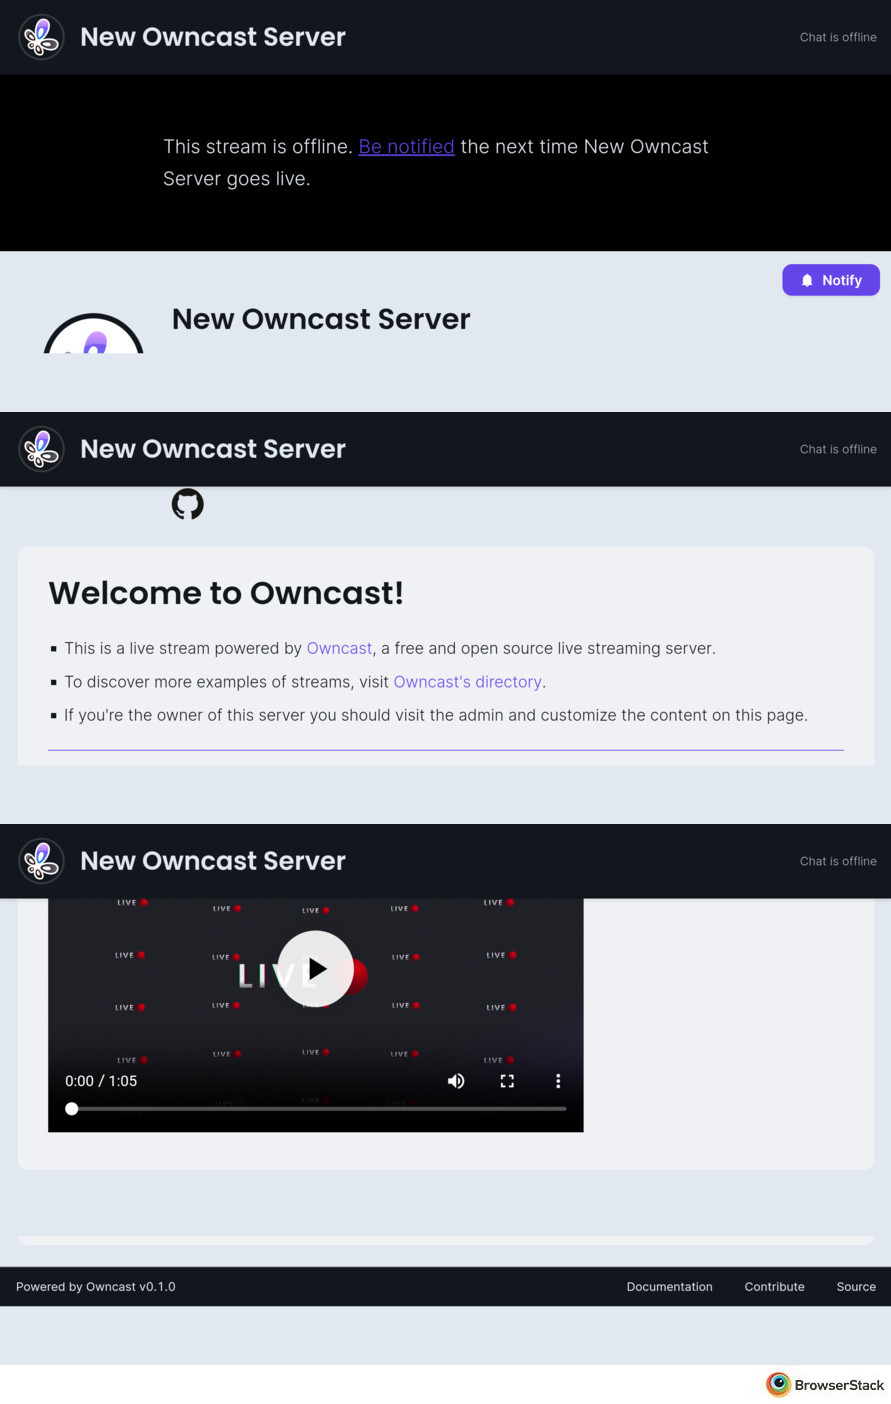 New Owncast Server
Chat is offline
This stream is offline. Be notified the next time New Owncast
Server goes live.
Notify
New Owncast Server
New Owncast Server
Chat is offline
Welcome to Owncast!
This is a live stream powered by Owncast, a free and open source live streaming server.
To discover more examples of streams, visit Owncast's directory.
If you're the owner of this server you should visit the admin and customize the content on this page.
New Owncast Server
Chat is offline
LIVE LIVE LIVE LIVE LIVE
LIVE LIVE LIVE LIVE
LIVE
LIVE LIVE LIVE LIVE LIVE
LIVE LIVE LIVE LIVE LIVE
0:00 / 1:05
Powered by Owncast v0.1.0
Documentation
Contribute
Source
BrowserStack